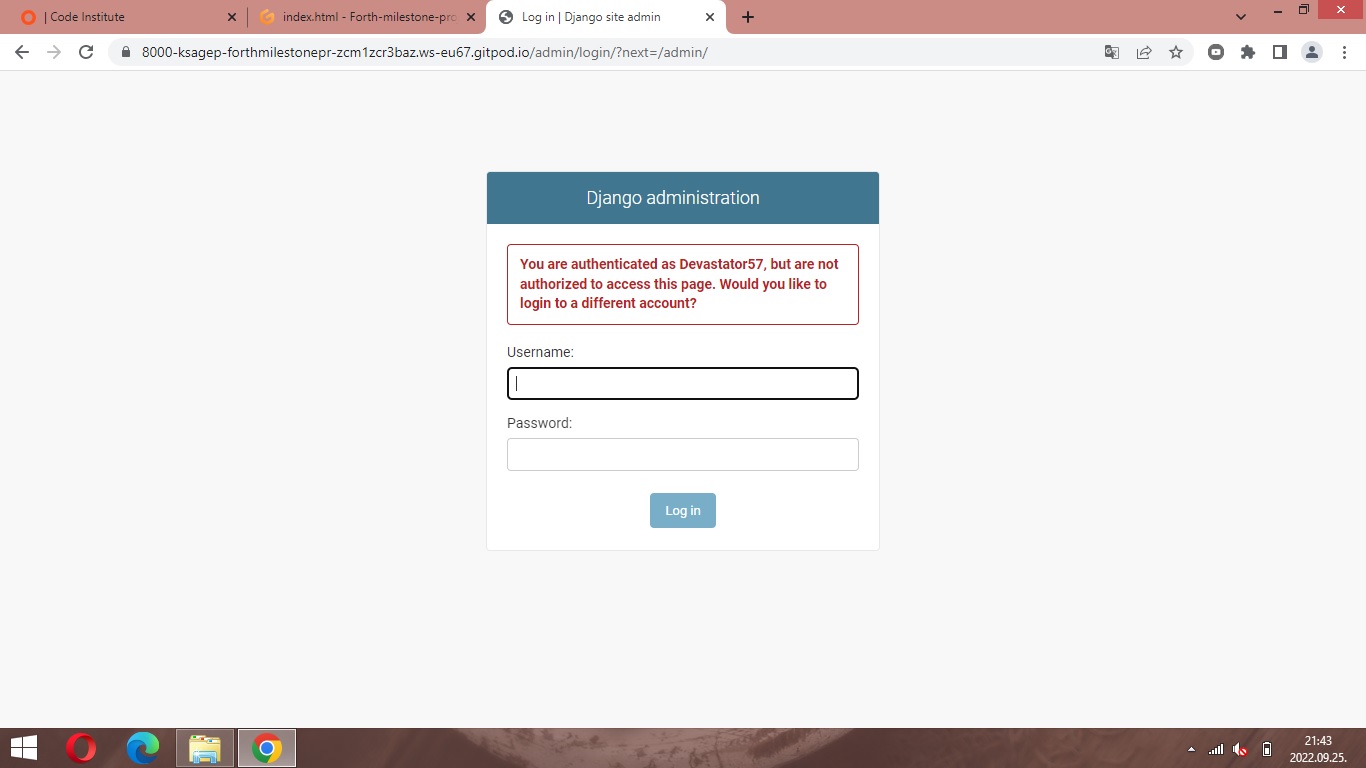 | Code Institute
index.html - Forth-milestone-pro
Log in | Django site admin
8000-ksagep-forthmilestonepr-zcm1zcr3baz.ws-eu67.gitpod.io/admin/login/?next=/admin/
Django administration
You are authenticated as Devastator57, but are not
authorized to access this page. Would you like to
login to a different account?
Username:
Password:
Log in
21:43
2022.09.25.